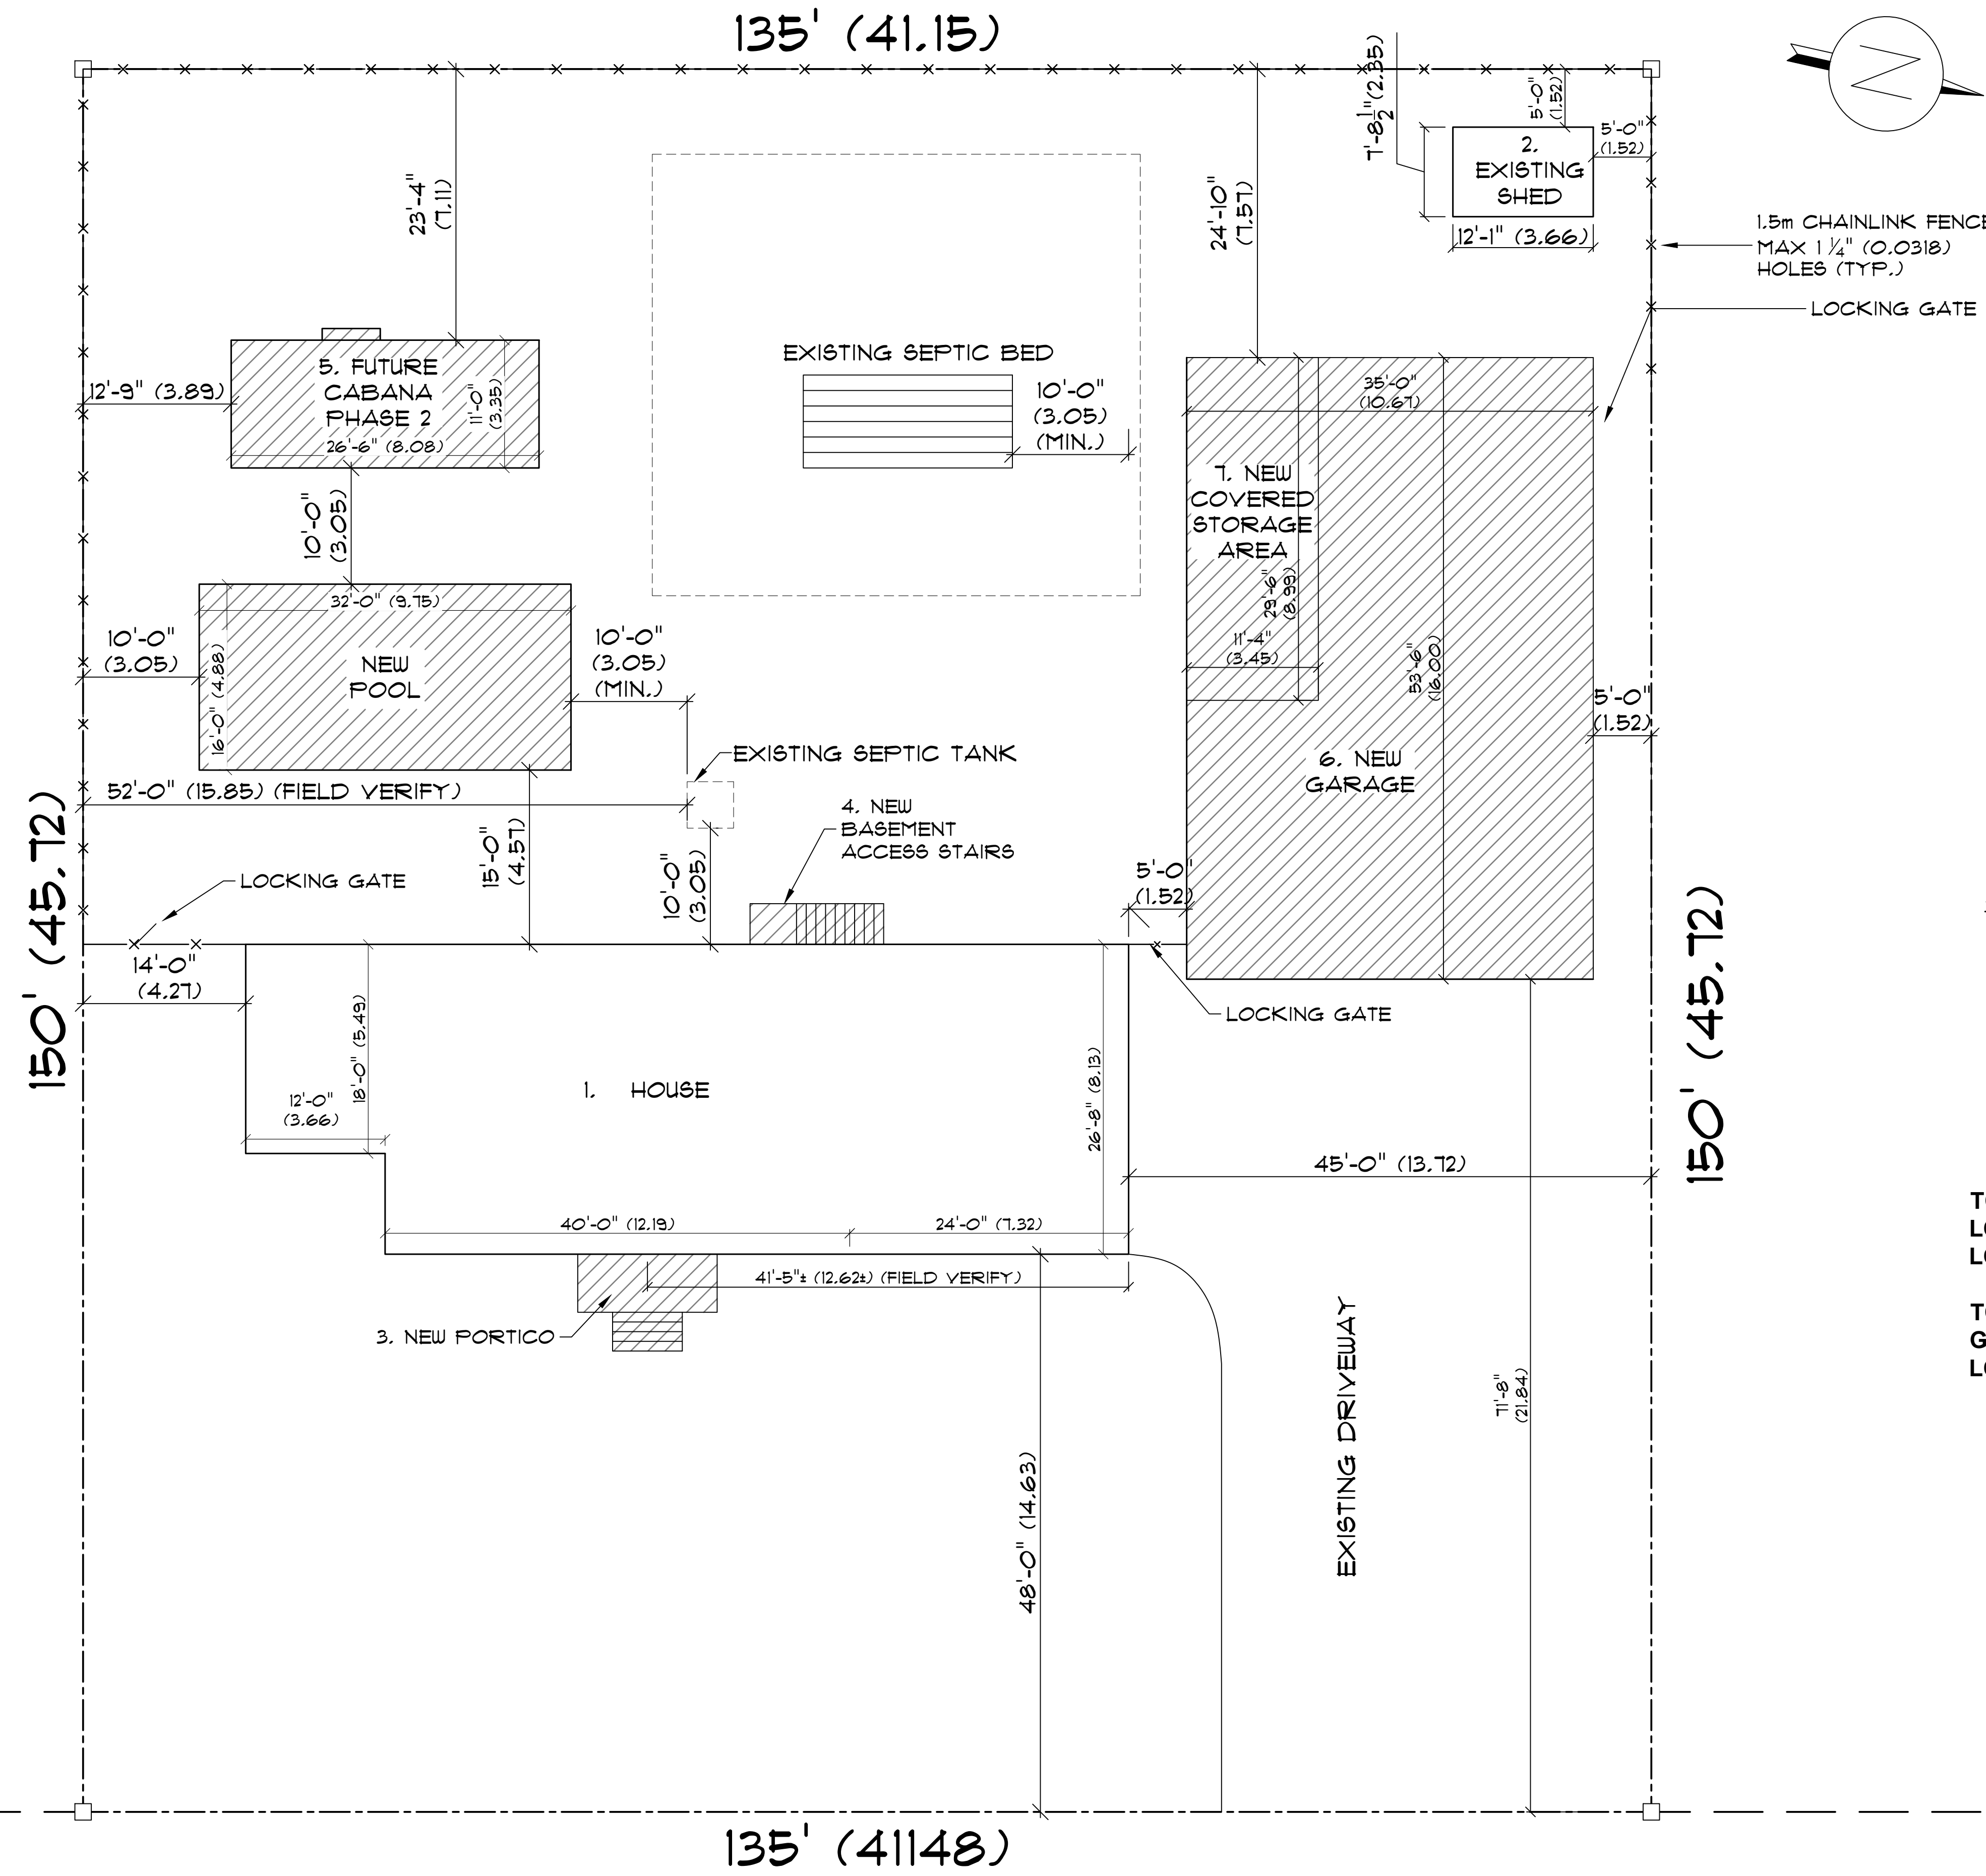 135' (41.15)
N
7'-8 1/2" (2.35)
5'-0"
(1.52)
5'-0"
(1.52)
2.
EXISTING
SHED
12'-1" (3.66)
1.5m CHAINLINK FENCE
MAX 1 1/4" (0.0318)
HOLES (TYP.)
LOCKING GATE
23'-4"
(7.11)
24'-10"
(7.57)
EXISTING SEPTIC BED
10'-0"
(3.05)
(MIN.)
12'-9" (3.89)
5. FUTURE
CABANA
PHASE 2
11'-0"
(3.35)
26'-6" (8.08)
35'-0"
(10.67)
7. NEW
COVERED
STORAGE
AREA
29'-6"
(8.99)
11'-4"
(3.45)
53'-6"
(16.00)
10'-0"
(3.05)
32'-0" (9.75)
10'-0"
(3.05)
16'-0" (4.88)
NEW
POOL
10'-0"
(3.05)
(MIN.)
5'-0"
(1.52)
6. NEW
GARAGE
EXISTING SEPTIC TANK
52'-0" (15.85) (FIELD VERIFY)
4. NEW
BASEMENT
ACCESS STAIRS
15'-0"
(4.57)
10'-0"
(3.05)
5'-0"
(1.52)
LOCKING GATE
150' (45.72)
150' (45.72)
14'-0"
(4.27)
LOCKING GATE
18'-0" (5.49)
12'-0"
(3.66)
1. HOUSE
26'-8" (8.13)
45'-0" (13.72)
40'-0" (12.19)
24'-0" (7.32)
41'-5"± (12.62±) (FIELD VERIFY)
3. NEW PORTICO
EXISTING DRIVEWAY
71'-8"
(21.84)
48'-0" (14.63)
135' (41148)